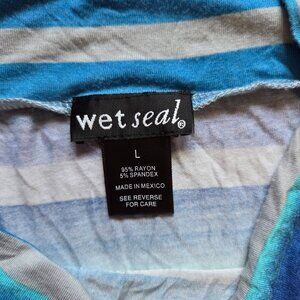 wet seal®
L
95% RAYON
5% SPANDEX
MADE IN MEXICO
SEE REVERSE
FOR CARE